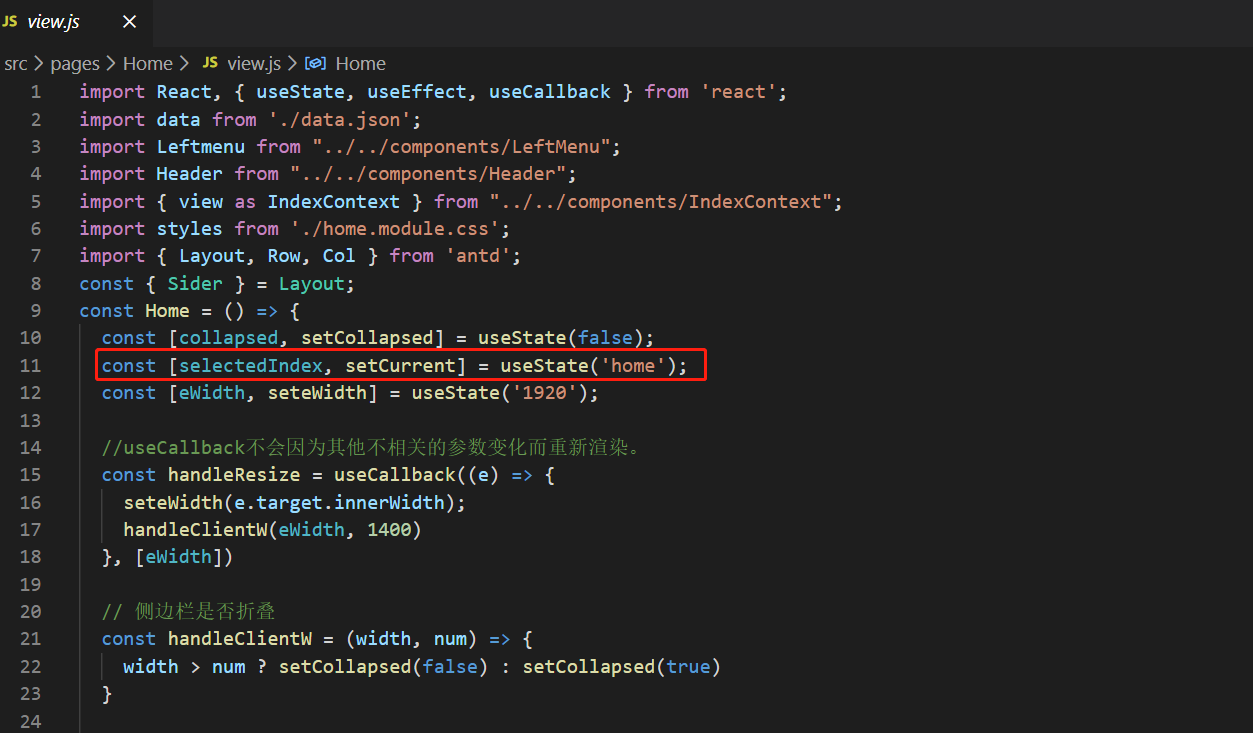 JS view.js ×
src > pages > Home > JS view.js > Home
1 import React, { useState, useEffect, useCallback } from 'react';
2 import data from './data.json';
3 import Leftmenu from "../../components/LeftMenu";
4 import Header from "../../components/Header";
5 import { view as IndexContext } from "../../components/IndexContext";
6 import styles from './home.module.css';
7 import { Layout, Row, Col } from 'antd';
8 const { Sider } = Layout;
9 const Home = () => {
10 const [collapsed, setCollapsed] = useState(false);
11 const [selectedIndex, setCurrent] = useState('home');
12 const [eWidth, seteWidth] = useState('1920');
13
14 //useCallback不会因为其他不相关的参数变化而重新渲染。
15 const handleResize = useCallback((e) => {
16 seteWidth(e.target.innerWidth);
17 handleClientW(eWidth, 1400)
18 }, [eWidth])
19
20 // 侧边栏是否折叠
21 const handleClientW = (width, num) => {
22 width > num ? setCollapsed(false) : setCollapsed(true)
23 }
24